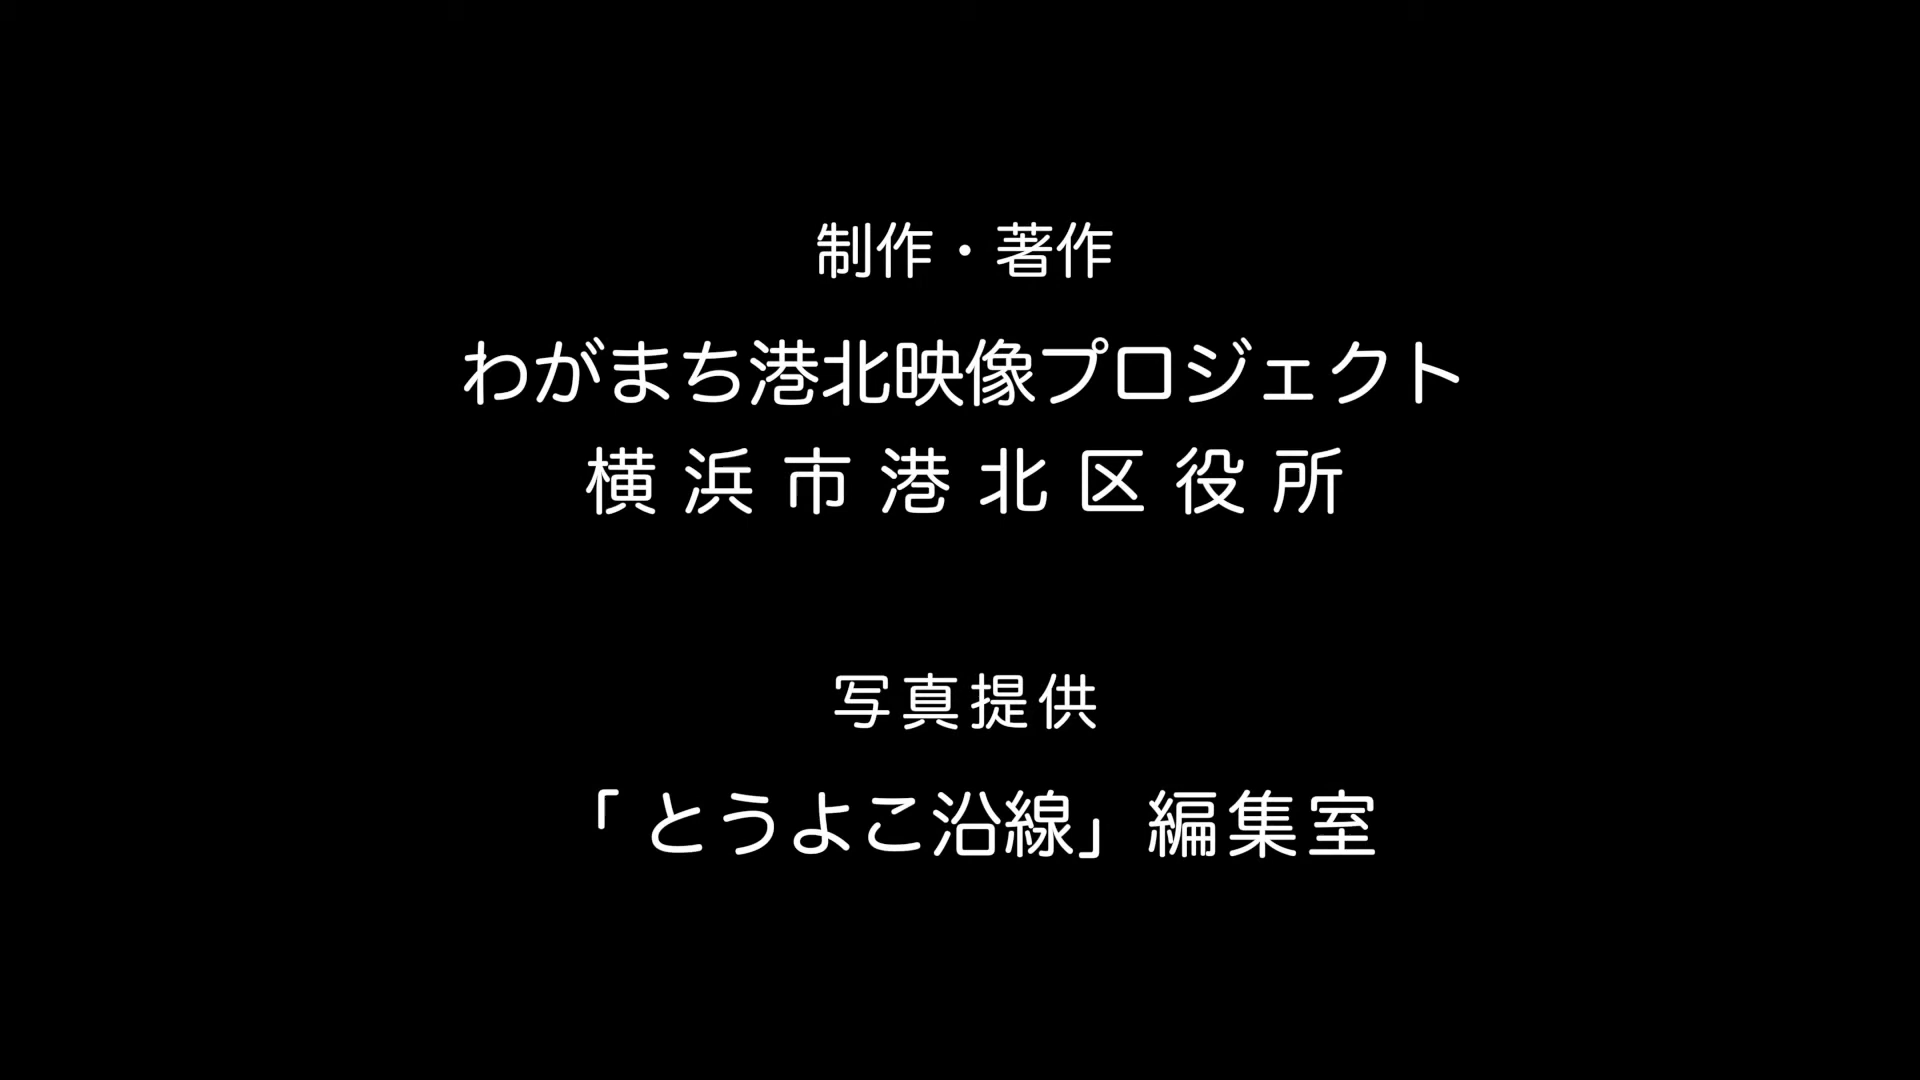 制作・著作
わがまち港北映像プロジェクト
横浜市港北区役所
写真提供
「とうよこ沿線」編集室